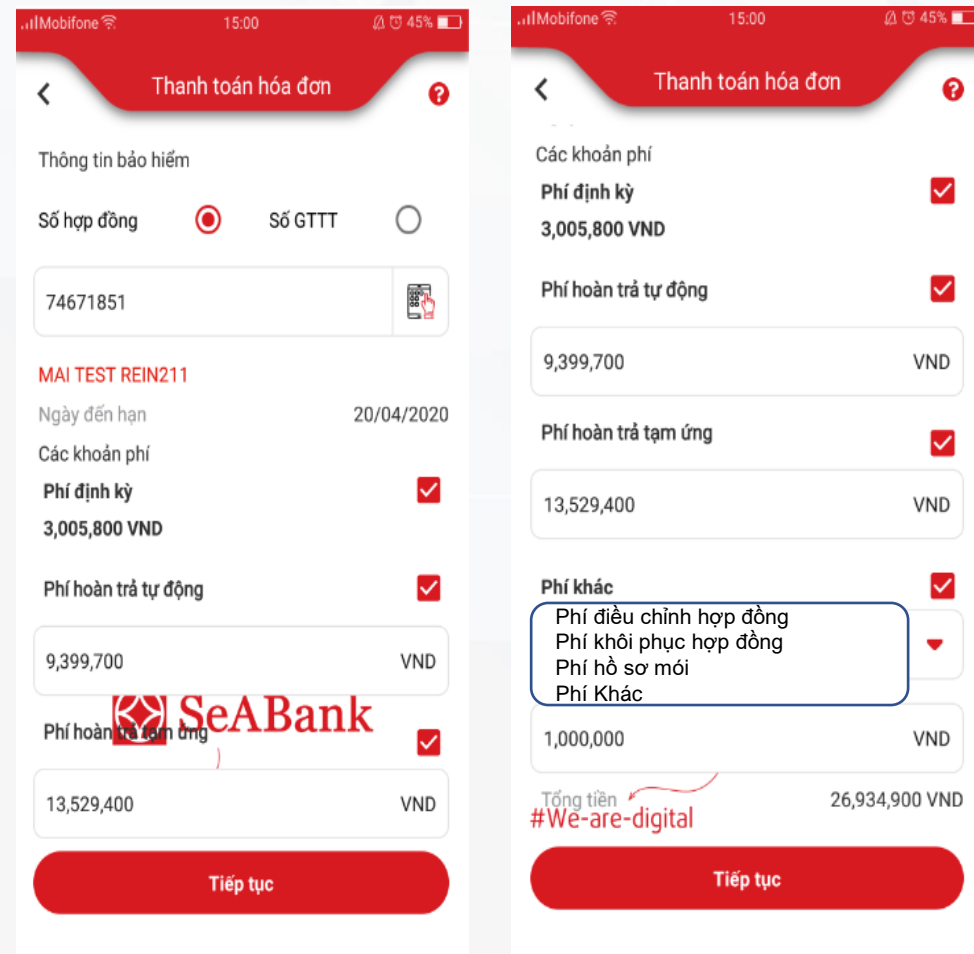 Mobifone
15:00
45%
Thanh toán hóa đơn
?
Thông tin bảo hiểm
Số hợp đồng
Số GTTT
74671851
MAI TEST REIN211
Ngày đến hạn
20/04/2020
Các khoản phí
Phí định kỳ
3,005,800 VND
Phí hoàn trả tự động
9,399,700
VND
SeABank
Phí hoàn trả tạm ứng
13,529,400
VND
Tiếp tục
Mobifone
15:00
45%
Thanh toán hóa đơn
?
Các khoản phí
Phí định kỳ
3,005,800 VND
Phí hoàn trả tự động
9,399,700
VND
Phí hoàn trả tạm ứng
13,529,400
VND
Phí khác
Phí điều chỉnh hợp đồng
Phí khôi phục hợp đồng
Phí hồ sơ mói
Phí Khác
1,000,000
VND
Tổng tiền
26,934,900 VND
#We-are-digital
Tiếp tục